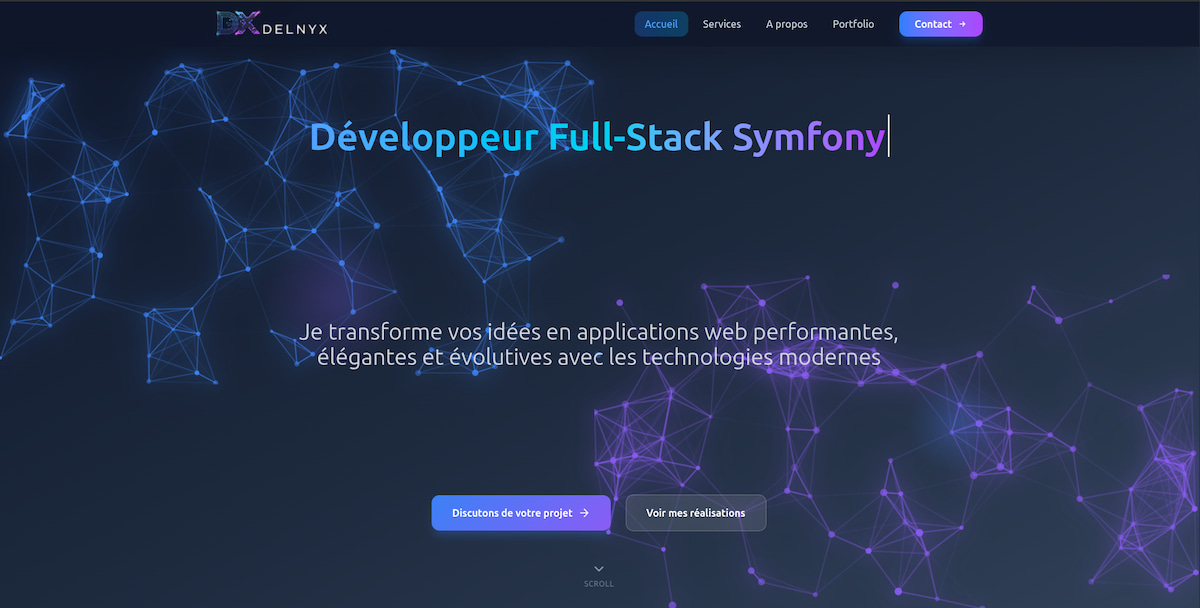 DX DELNYX
Accueil
Services
A propos
Portfolio
Contact →
Développeur Full-Stack Symfony
Je transforme vos idées en applications web performantes,
élégantes et évolutives avec les technologies modernes
Discutons de votre projet →
Voir mes réalisations
SCROLL